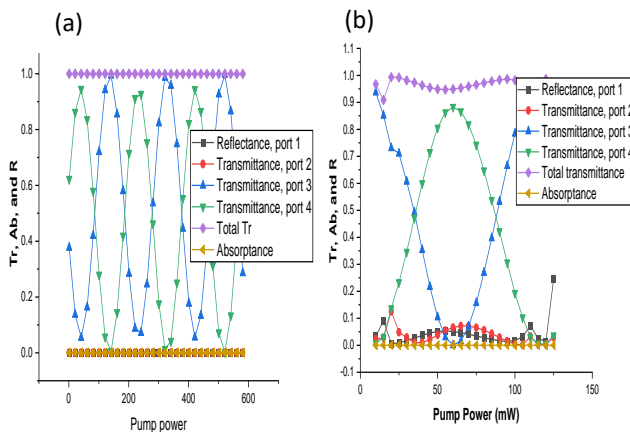 (a)
Tr, Ab, and R
1.0
0.8
0.6
0.4
0.2
0.0
0
200
400
600
Pump power
Reflectance, port 1
Transmittance, port 2
Transmittance, port 3
Transmittance, port 4
Total Tr
Absorptance
(b)
Tr, Ab, and R
1.1
1.0
0.9
0.8
0.7
0.6
0.5
0.4
0.3
0.2
0.1
0.0
-0.1
0
50
100
150
Pump Power (mW)
Reflectance, port 1
Transmittance, port 2
Transmittance, port 3
Transmittance, port 4
Total transmittance
Absorptance